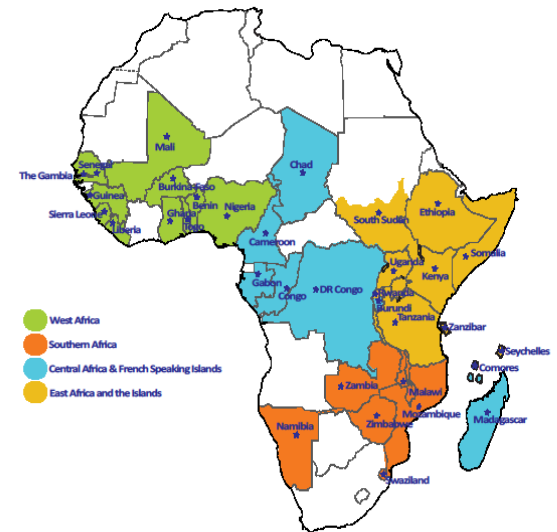 Mali
Senegal
The Gambia
Burkina Faso
Guinea
Benin
Nigeria
Sierra Leone
Ghada
Togo
Liberia
Chad
Cameroon
Gabon
Congo
DR Congo
South Sudan
Ethiopia
Somalia
Uganda
Kenya
Rwanda
Burundi
Tanzania
Zanzibar
Seychelles
Comores
West Africa
Southern Africa
Central Africa & French Speaking Islands
East Africa and the Islands
Zambia
Malawi
Mozambique
Zimbabwe
Namibia
Madagascar
Swaziland